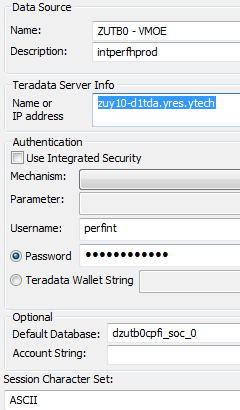 Data Source
Name: ZUTB0 - VMOE
Description: intperfhprod
Teradata Server Info
Name or
IP address
zuy10-d1tda.yres.ytech
Authentication
Use Integrated Security
Mechanism:
Parameter:
Username: perfint
Password ••••••••••••
Teradata Wallet String
Optional
Default Database: dzutb0cpfi_soc_0
Account String:
Session Character Set:
ASCII